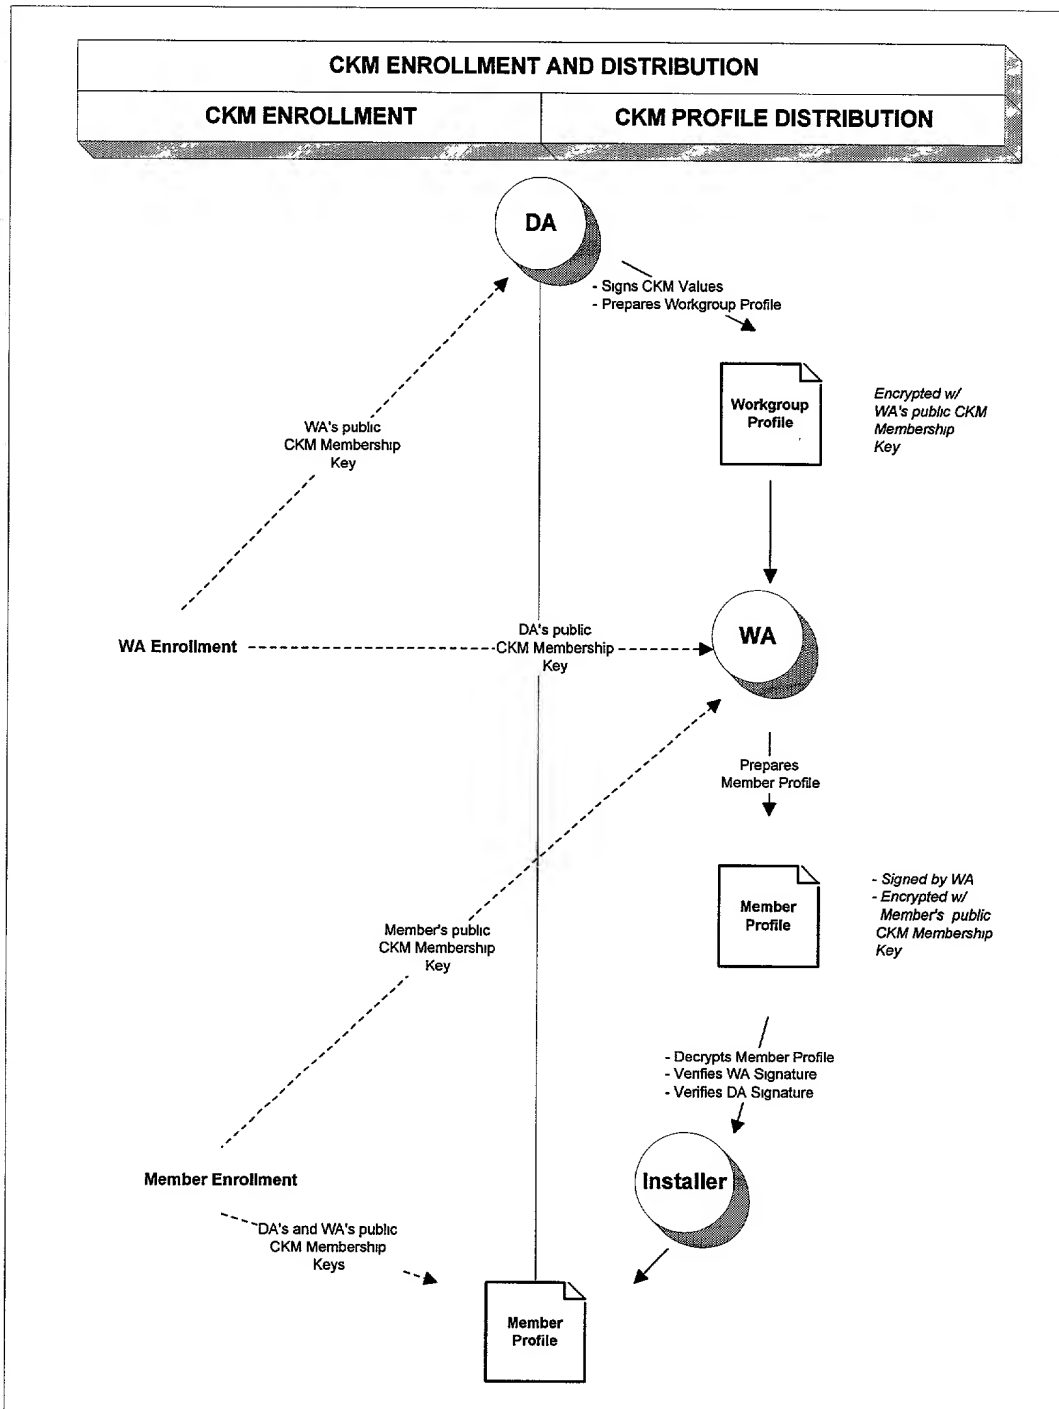 CKM ENROLLMENT AND DISTRIBUTION
CKM ENROLLMENT
CKM PROFILE DISTRIBUTION
DA
- Signs CKM Values
- Prepares Workgroup Profile
Workgroup
Profile
Encrypted w/
WA's public CKM
Membership
Key
WA's public
CKM Membership
Key
WA Enrollment
DA's public
CKM Membership
Key
WA
Prepares
Member Profile
Member
Profile
- Signed by WA
- Encrypted w/
Member's public
CKM Membership
Key
Member's public
CKM Membership
Key
- Decrypts Member Profile
- Verifies WA Signature
- Verifies DA Signature
Member Enrollment
Installer
DA's and WA's public
CKM Membership
Keys
Member
Profile